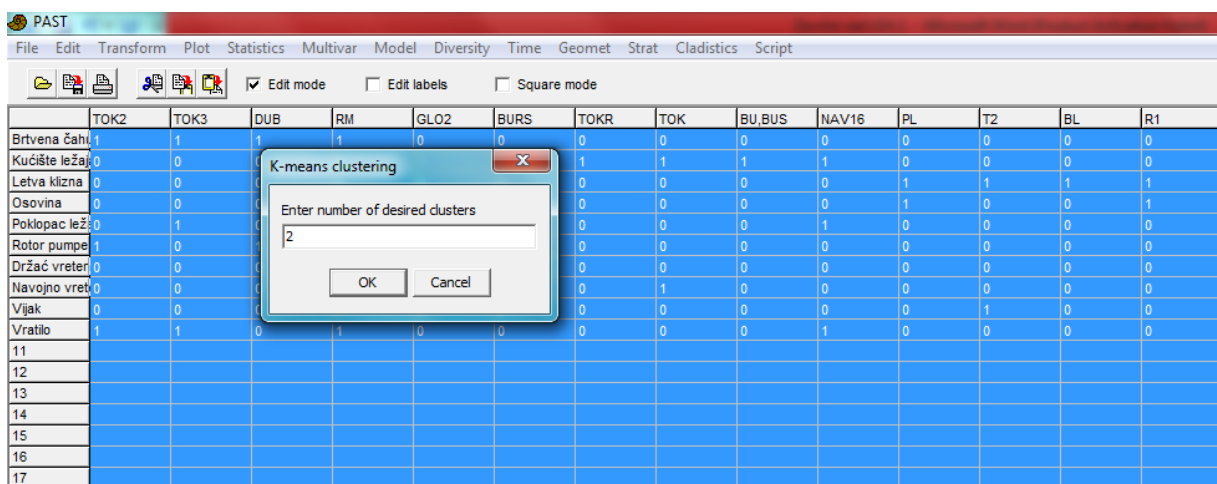 PAST
File Edit Transform Plot Statistics Multivar Model Diversity Time Geomet Strat Cladistics Script
Edit mode Edit labels Square mode
TOK2 TOK3 DUB RM GLO2 BURS TOKR TOK BU,BUS NAV16 PL T2 BL R1
Brtvena čahu 1 1 1 1 0 0 0 0 0 0 0 0 0 0
Kućište ležaj 0 0 1 1 1 1 0 0 0 0
Letva klizna 0 0 0 0 0 0 1 1 1 1
Osovina 0 0 0 0 0 0 1 0 0 1
Poklopac lež 0 1 0 0 0 1 0 0 0 0
Rotor pumpe 1 0 0 0 0 0 0 0 0 0
Držać vreter 0 0 0 0 0 0 0 0 0 0
Navojno vret 0 0 0 1 0 0 0 0 0 0
Vijak 0 0 0 0 0 0 0 1 0 0
Vratilo 1 1 0 1 0 0 0 0 0 1 0 0 0 0
11
12
13
14
15
16
17
K-means clustering
Enter number of desired clusters
2
OK Cancel